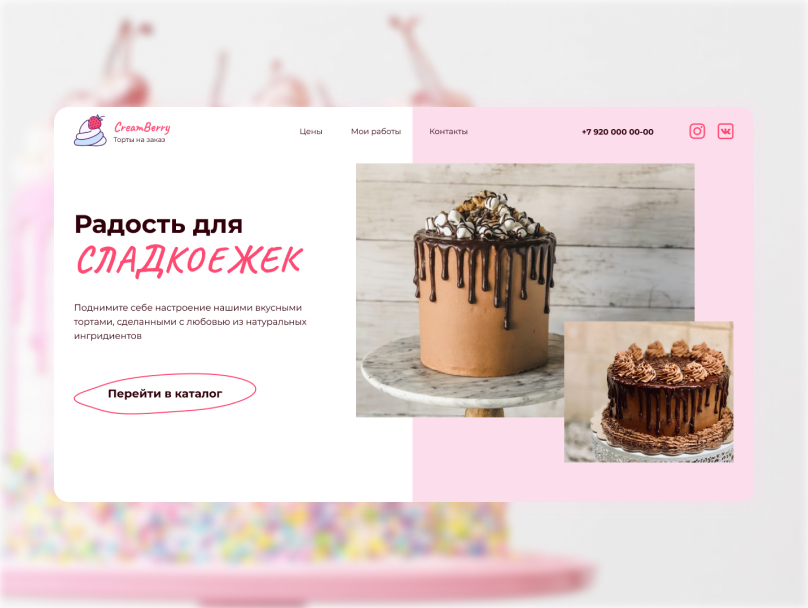 CreamBerry
Торты на заказ
Цены
Мои работы
Контакты
+7 920 000 00-00
Радость для
СЛАДКОЕЖЕК
Поднимите себе настроение нашими вкусными
тортами, сделанными с любовью из натуральных
ингридиентов
Перейти в каталог